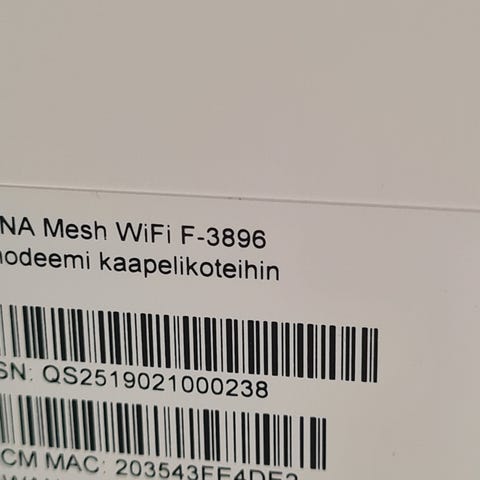 NA Mesh WiFi F-3896
odeemi kaapelikoteihin
SN: QS2519021000238
CM MAC: